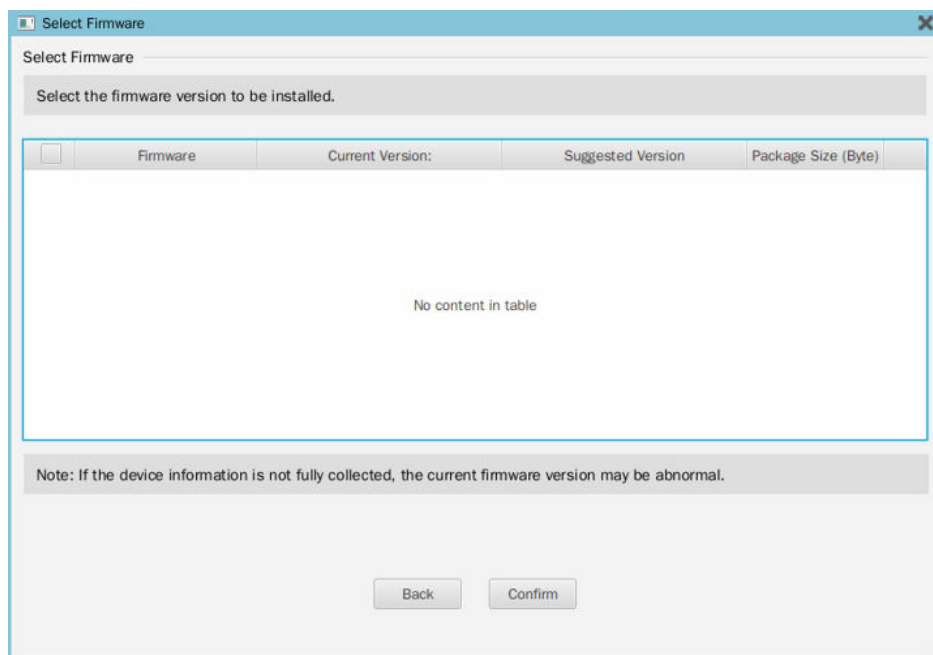 Select Firmware
Select Firmware
Select the firmware version to be installed.
Firmware Current Version: Suggested Version Package Size (Byte)
No content in table
Note: If the device information is not fully collected, the current firmware version may be abnormal.
Back Confirm